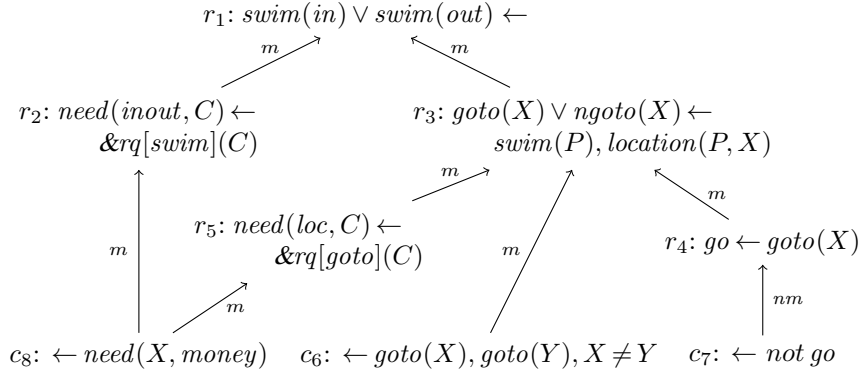 r₁: swim(in) ∨ swim(out) ←
m m
r₂: need(inout, C) ← r₃: goto(X) ∨ ngoto(X) ←
&rq[swim](C) swim(P), location(P, X)
m m
r₅: need(loc, C) ←
&rq[goto](C) r₄: go ← goto(X)
m m m nm
c₈: ← need(X, money) c₆: ← goto(X), goto(Y), X ≠ Y c₇: ← not go